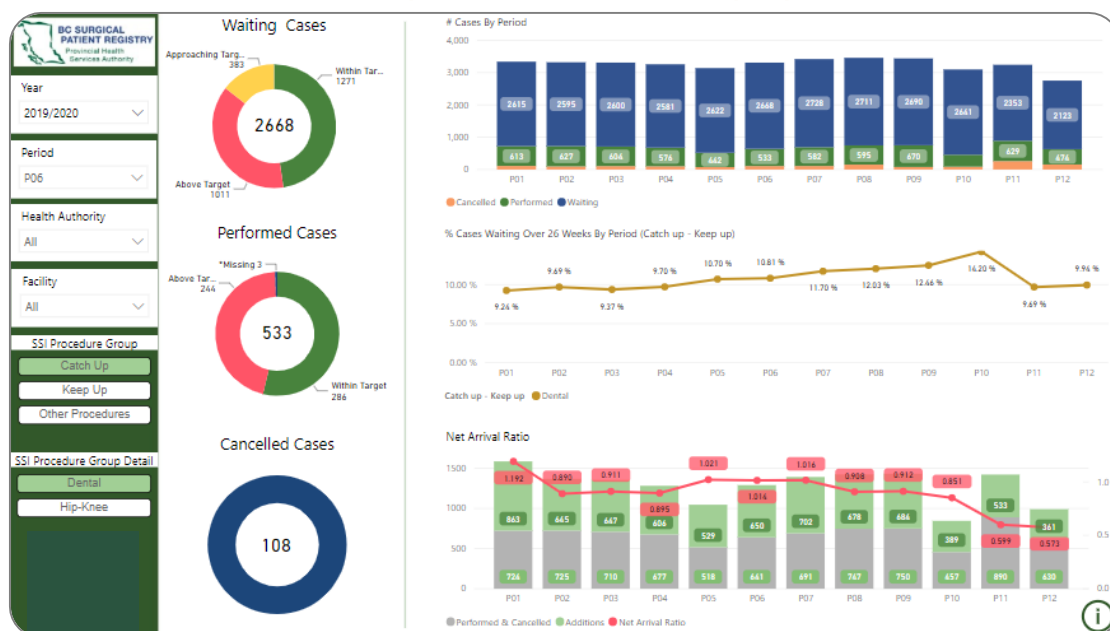 BC SURGICAL
PATIENT REGISTRY
Provincial Health
Services Authority
Year
2019/2020
Period
P06
Health Authority
All
Facility
All
SSI Procedure Group
Catch Up
Keep Up
Other Procedures
SSI Procedure Group Detail
Dental
Hip-Knee
Waiting Cases
Approaching Targ...
383
Within Tar...
1271
2668
Above Target
1011
Performed Cases
*Missing 3
Above Tar...
244
533
Within Target
286
Cancelled Cases
108
# Cases By Period
4,000
3,000
2,000
1,000
0
2615 2595 2600 2581 2622 2668 2728 2711 2690 2661 2353 2123
613 627 604 576 442 533 582 595 670 629 476
P01 P02 P03 P04 P05 P06 P07 P08 P09 P10 P11 P12
Cancelled Performed Waiting
% Cases Waiting Over 26 Weeks By Period (Catch up - Keep up)
10.00 %
5.00 %
0.00 %
9.24 % 9.69 % 9.37 % 9.70 % 10.70 % 10.81 % 11.70 % 12.03 % 12.46 % 14.20 % 9.69 % 9.94 %
P01 P02 P03 P04 P05 P06 P07 P08 P09 P10 P11 P12
Catch up - Keep up Dental
Net Arrival Ratio
1500
1000
500
0
1.0
0.5
0.0
1.192 0.890 0.911 0.895 1.021 1.014 1.016 0.908 0.912 0.851 0.599 0.573
863 645 647 606 529 650 702 678 684 389 533 361
724 725 710 677 518 641 691 747 750 457 890 630
P01 P02 P03 P04 P05 P06 P07 P08 P09 P10 P11 P12
Performed & Cancelled Additions Net Arrival Ratio
i